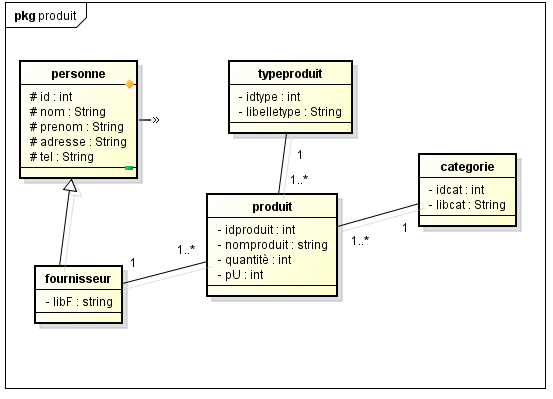 pkg produit
personne
# id : int
# nom : String
# prenom : String
# adresse : String
# tel : String
typeproduit
- idtype : int
- libelletype : String
1
1..*
categorie
- idcat : int
- libcat : String
produit
- idproduit : int
- nomproduit : string
- quantitè : int
- pU : int
1..*
1
1
1..*
fournisseur
- libF : string